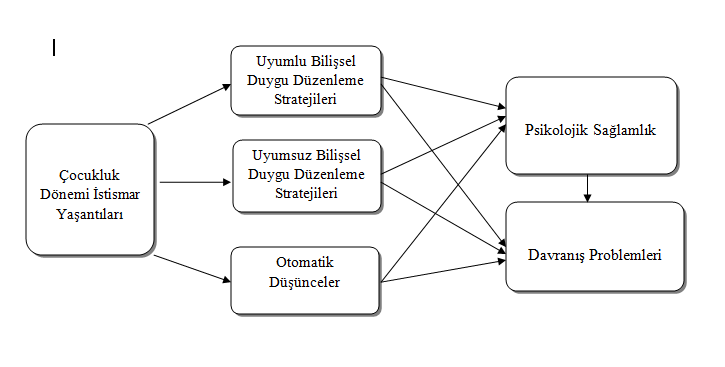 Uyumlu Bilişsel
Duygu Düzenleme
Stratejileri
Psikolojik Sağlamlık
Uyumsuz Bilişsel
Duygu Düzenleme
Stratejileri
Çocukluk
Dönemi İstismar
Yaşantıları
Otomatik
Düşünceler
Davranış Problemleri